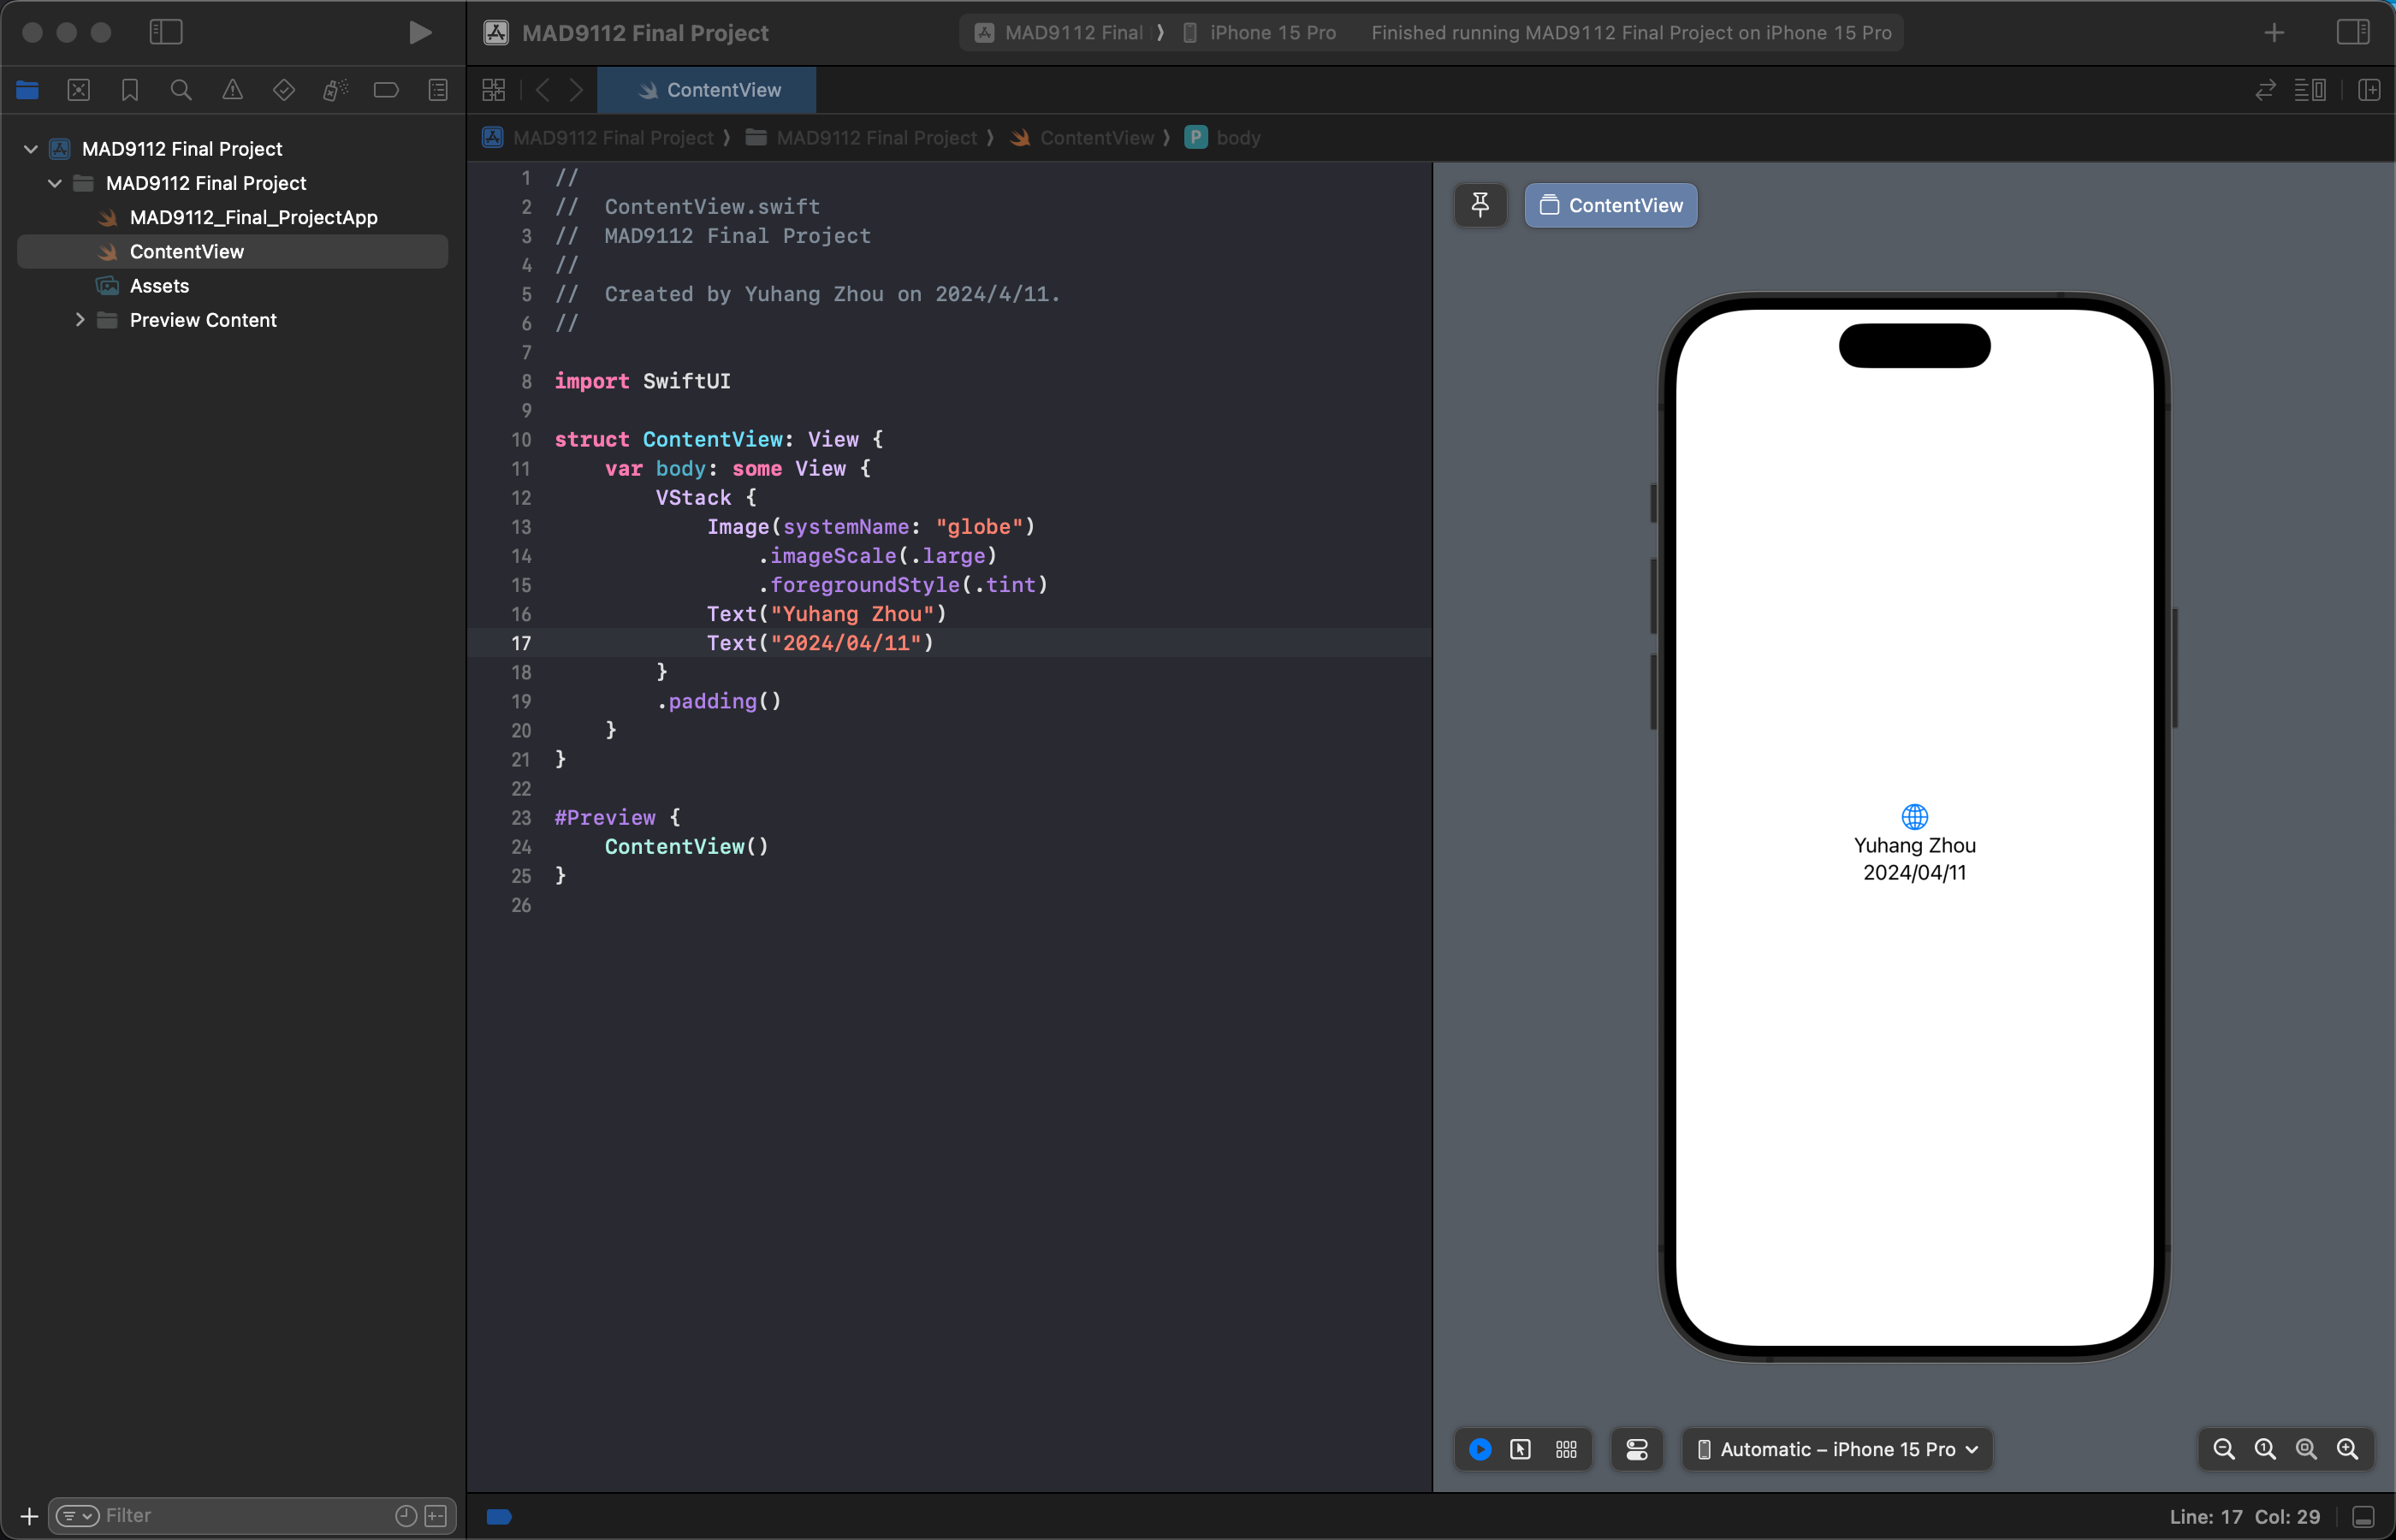 MAD9112 Final Project
MAD9112 Final ❯ iPhone 15 Pro Finished running MAD9112 Final Project on iPhone 15 Pro
ContentView
MAD9112 Final Project ❯ MAD9112 Final Project ❯ ContentView ❯ P body
MAD9112 Final Project
MAD9112 Final Project
MAD9112_Final_ProjectApp
ContentView
Assets
Preview Content
1 //
2 //  ContentView.swift
3 //  MAD9112 Final Project
4 //
5 //  Created by Yuhang Zhou on 2024/4/11.
6 //
7
8 import SwiftUI
9
10 struct ContentView: View {
11     var body: some View {
12         VStack {
13             Image(systemName: "globe")
14                 .imageScale(.large)
15                 .foregroundStyle(.tint)
16             Text("Yuhang Zhou")
17             Text("2024/04/11")
18         }
19         .padding()
20     }
21 }
22
23 #Preview {
24     ContentView()
25 }
26
ContentView
Yuhang Zhou
2024/04/11
Automatic – iPhone 15 Pro
Filter
Line: 17 Col: 29